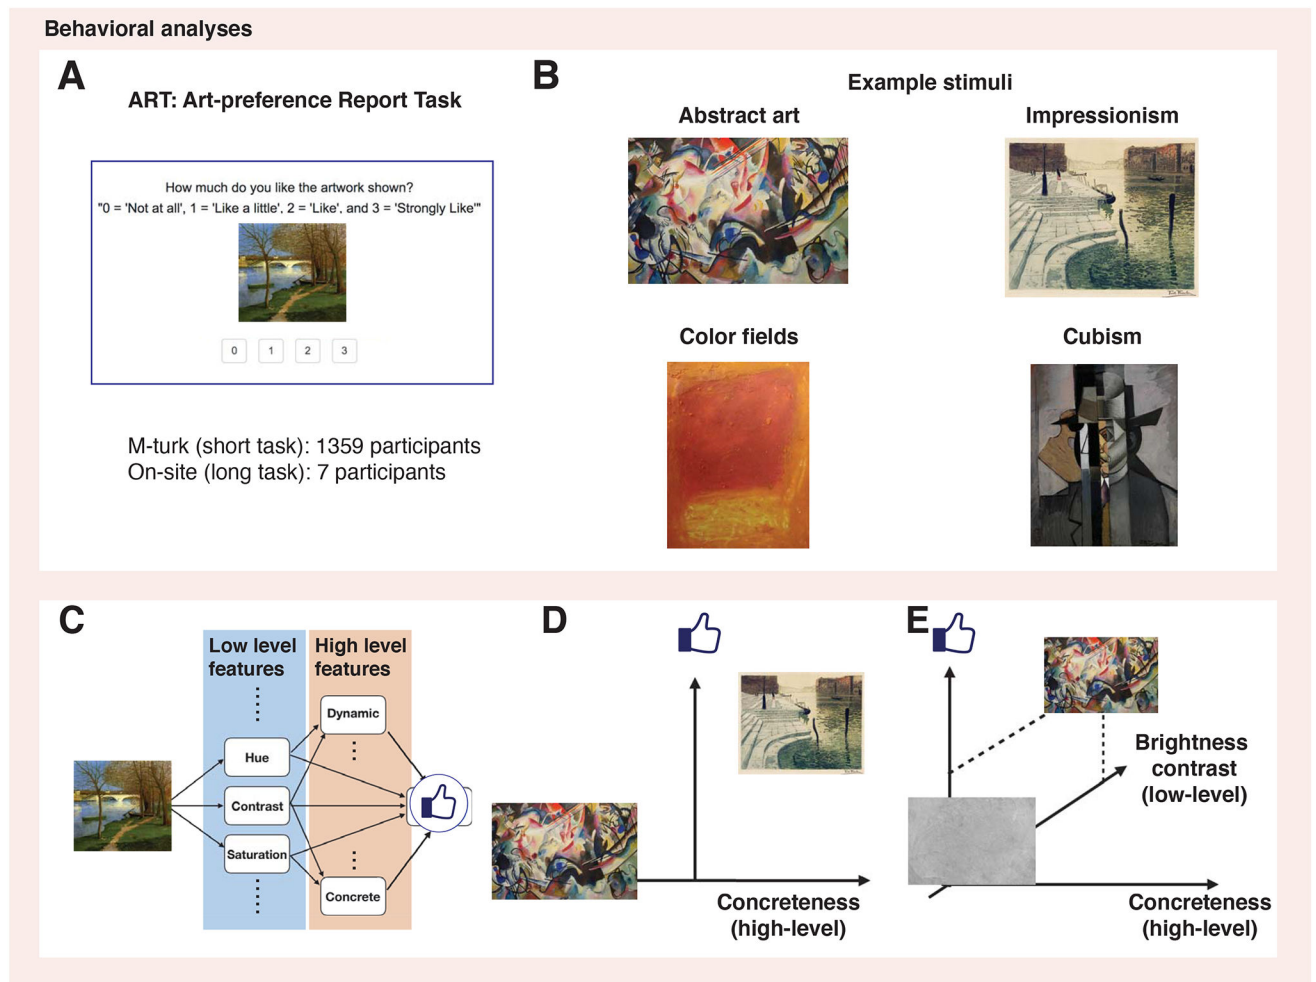 Behavioral analyses
A
ART: Art-preference Report Task
How much do you like the artwork shown?
"0 = 'Not at all', 1 = 'Like a little', 2 = 'Like', and 3 = 'Strongly Like'"
0 1 2 3
M-turk (short task): 1359 participants
On-site (long task): 7 participants
B
Example stimuli
Abstract art
Impressionism
Color fields
Cubism
C
Low level
features
High level
features
Dynamic
Hue
Contrast
Saturation
Concrete
D
Concreteness
(high-level)
E
Brightness
contrast
(low-level)
Concreteness
(high-level)